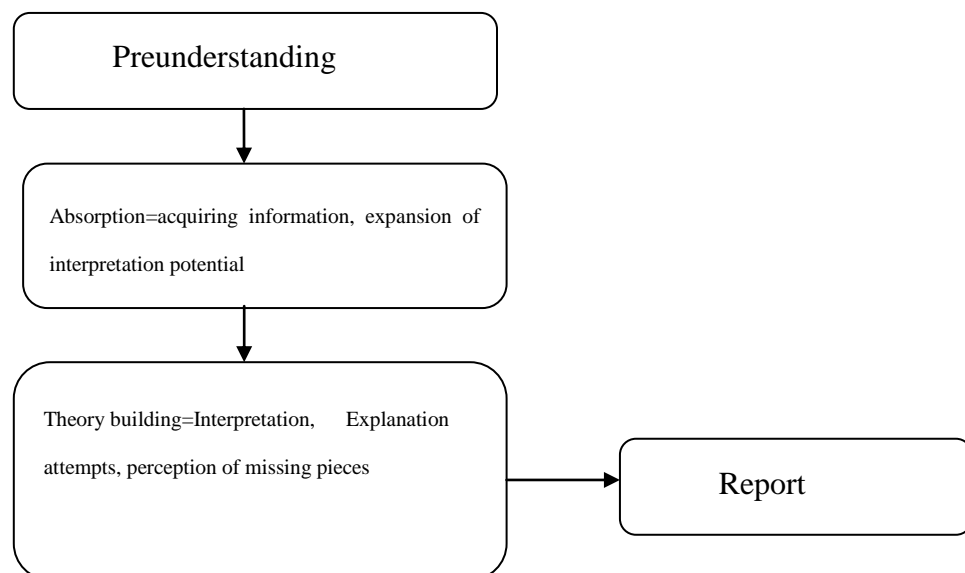 Preunderstanding
Absorption=acquiring information, expansion of
interpretation potential
Theory building=Interpretation, Explanation
attempts, perception of missing pieces
Report